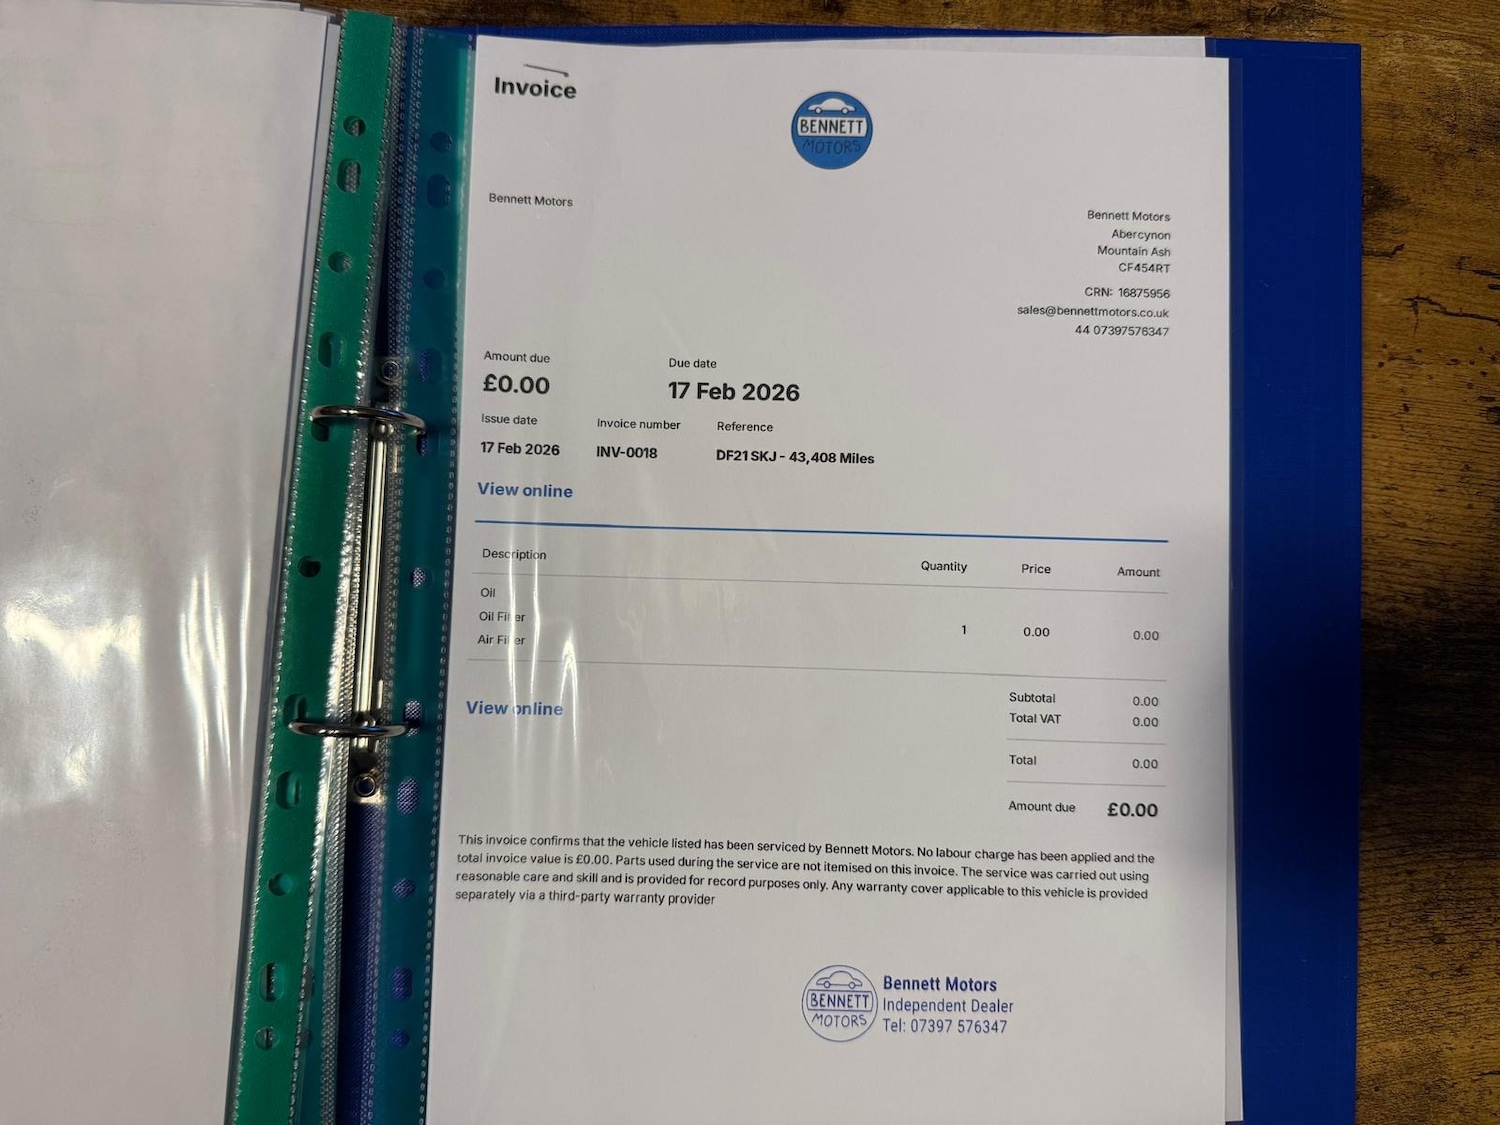 Invoice
BENNETT
MOTORS
Bennett Motors
Bennett Motors
Abercynon
Mountain Ash
CF454RT
CRN: 16875956
sales@bennettmotors.co.uk
44 07397576347
Amount due
£0.00
Due date
17 Feb 2026
Issue date
17 Feb 2026
Invoice number
INV-0018
Reference
DF21 SKJ - 43,408 Miles
View online
Description Quantity Price Amount
Oil
Oil Filter
Air Filter
1 0.00 0.00
View online
Subtotal 0.00
Total VAT 0.00
Total 0.00
Amount due £0.00
This invoice confirms that the vehicle listed has been serviced by Bennett Motors. No labour charge has been applied and the
total invoice value is £0.00. Parts used during the service are not itemised on this invoice. The service was carried out using
reasonable care and skill and is provided for record purposes only. Any warranty cover applicable to this vehicle is provided
separately via a third-party warranty provider
BENNETT
MOTORS
Bennett Motors
Independent Dealer
Tel: 07397 576347